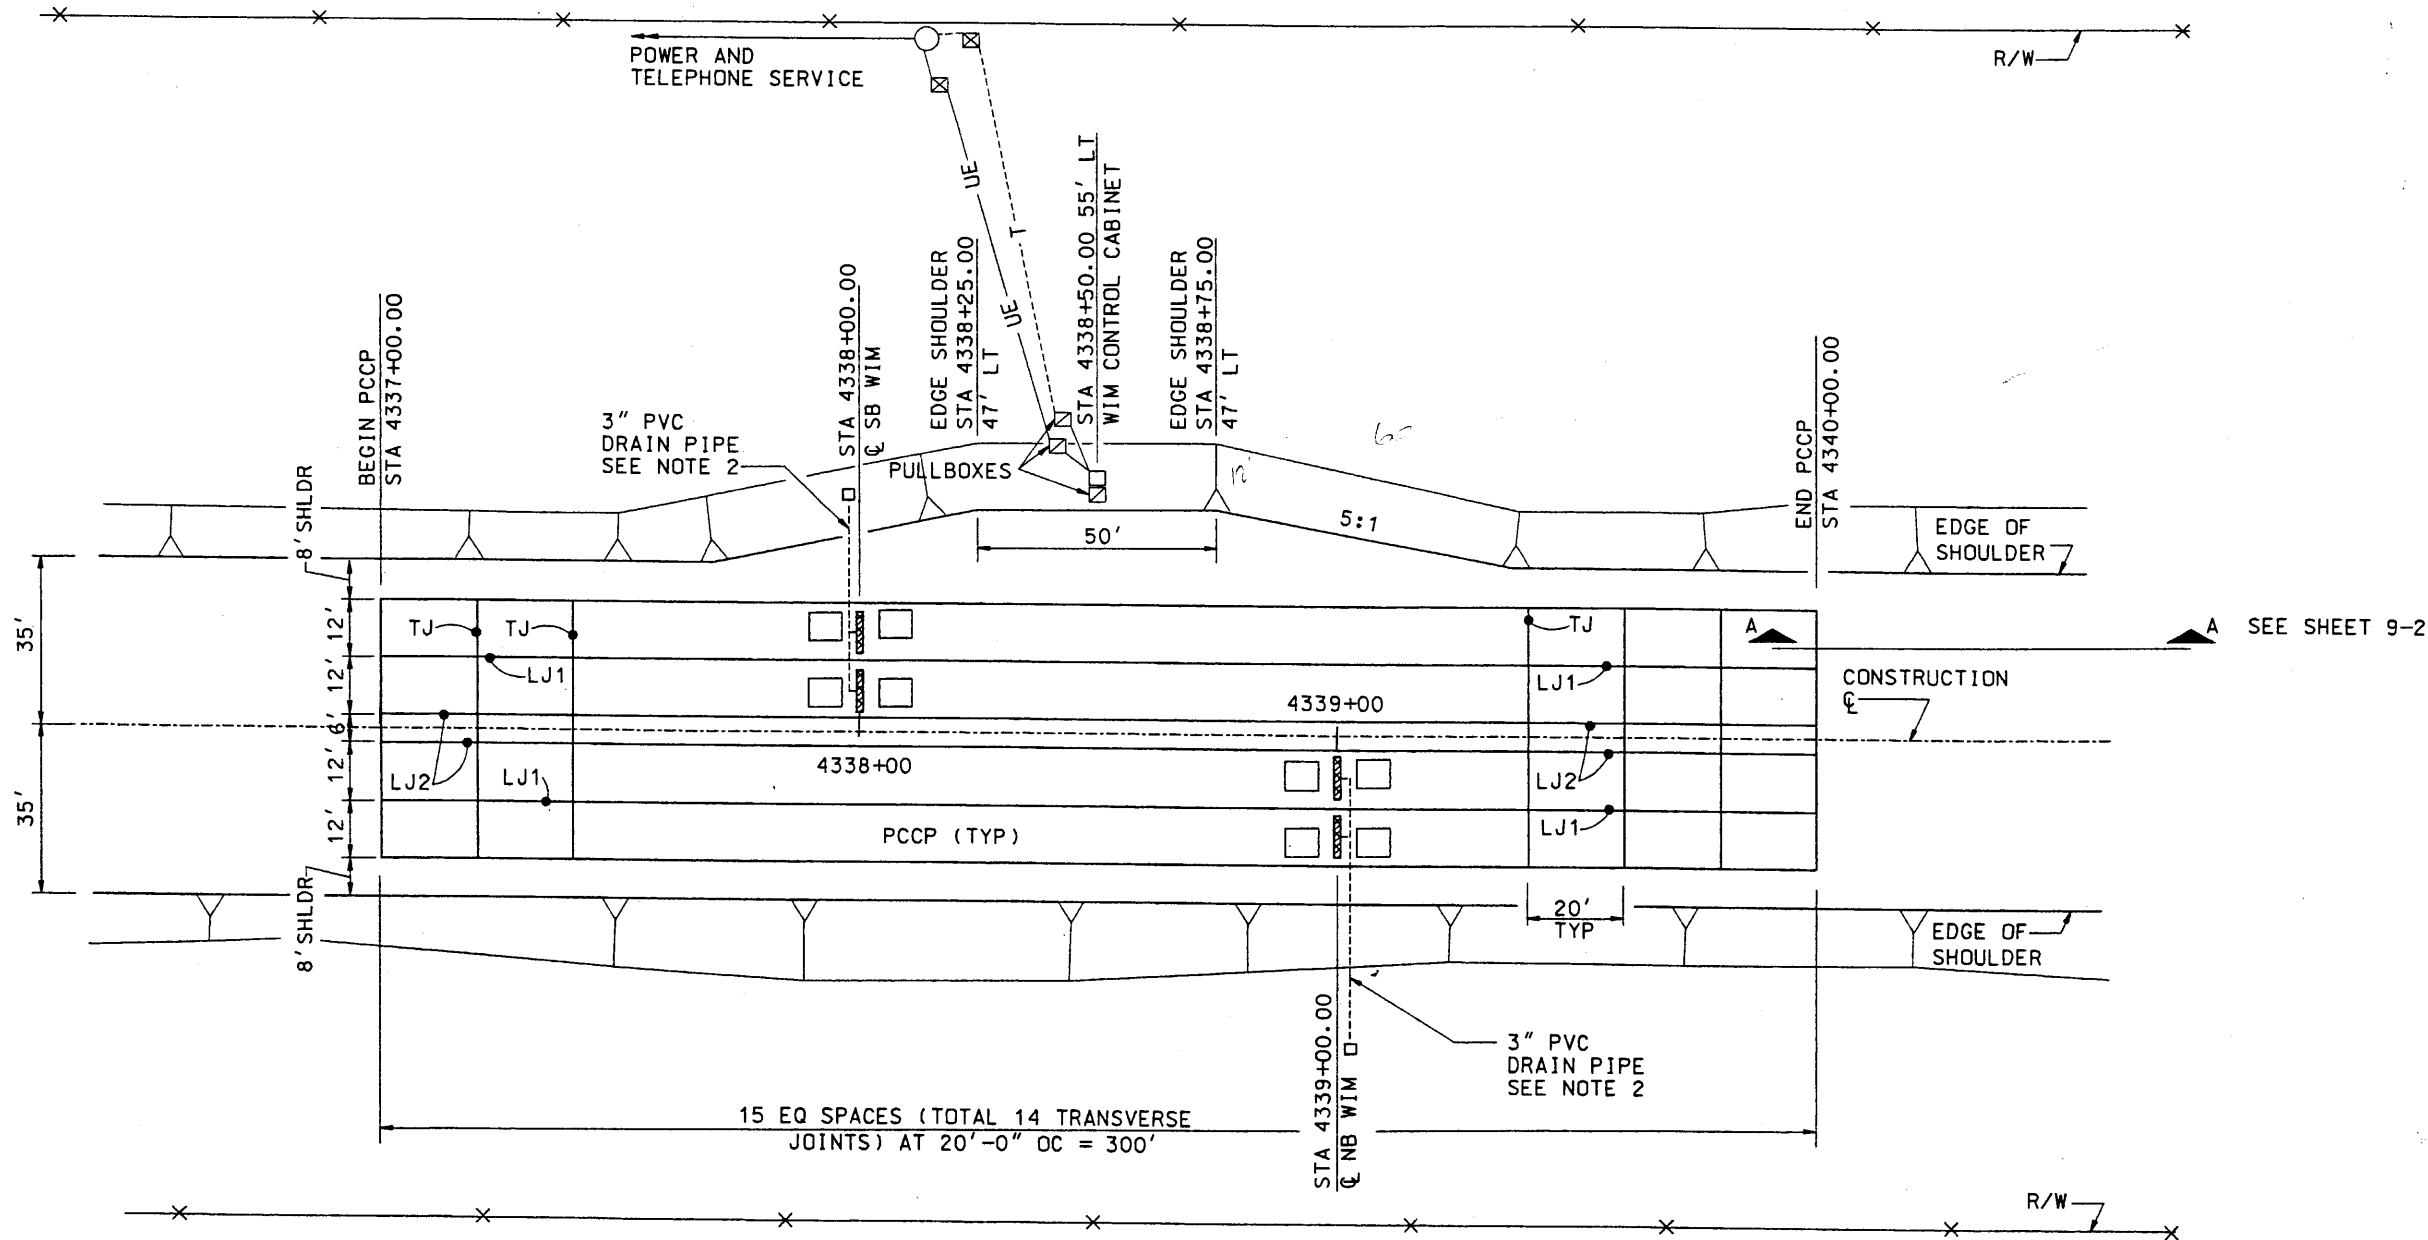 R/W
POWER AND
TELEPHONE SERVICE
UE
T
UE
BEGIN PCCP
STA 4337+00.00
STA 4338+00.00
℄ SB WIM
EDGE SHOULDER
STA 4338+25.00
47' LT
STA 4338+50.00 55' LT
WIM CONTROL CABINET
EDGE SHOULDER
STA 4338+75.00
47' LT
END PCCP
STA 4340+00.00
3" PVC
DRAIN PIPE
SEE NOTE 2
PULLBOXES
12'
8' SHLDR
50'
5:1
EDGE OF
SHOULDER
35'
12'
TJ
TJ
TJ
A
A
SEE SHEET 9-2
12'
LJ1
LJ1
CONSTRUCTION
℄
6'
4339+00
35'
12'
LJ2
LJ1
4338+00
LJ2
12'
PCCP (TYP)
LJ1
8' SHLDR
20'
TYP
EDGE OF
SHOULDER
STA 4339+00.00
℄ NB WIM
3" PVC
DRAIN PIPE
SEE NOTE 2
15 EQ SPACES (TOTAL 14 TRANSVERSE
JOINTS) AT 20'-0" OC = 300'
R/W